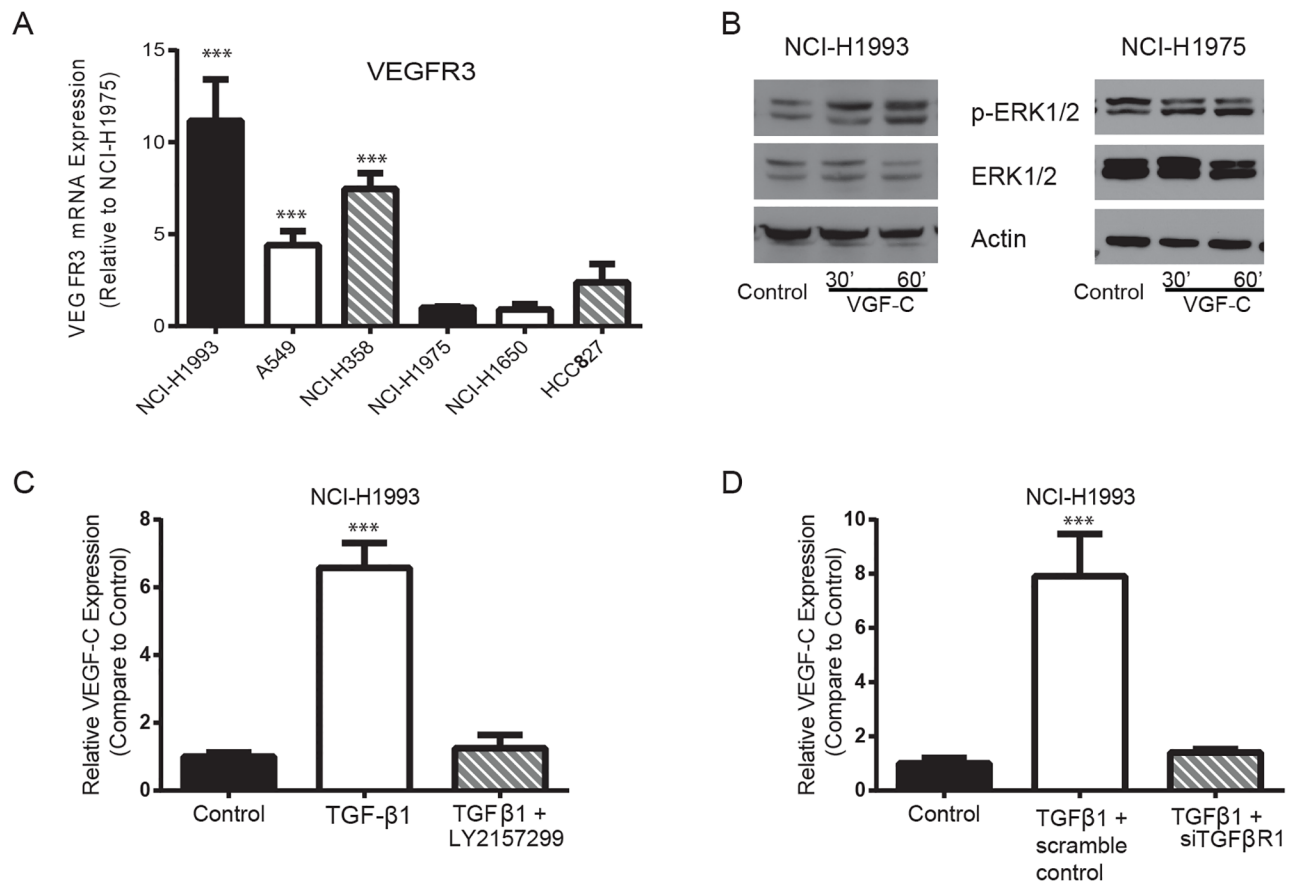 A
VEGFR3 mRNA Expression
(Relative to NCI-H1975)
15
10
5
0
VEGFR3
***
***
***
NCI-H1993
A549
NCI-H358
NCI-H1975
NCI-H1650
HCC827
B
NCI-H1993
NCI-H1975
p-ERK1/2
ERK1/2
Actin
Control
30’
60’
VGF-C
Control
30’
60’
VGF-C
C
NCI-H1993
Relative VEGF-C Expression
(Compare to Control)
8
6
4
2
0
***
Control
TGF-β1
TGFβ1 +
LY2157299
D
NCI-H1993
Relative VEGF-C Expression
(Compare to Control)
10
8
6
4
2
0
***
Control
TGFβ1 +
scramble
control
TGFβ1 +
siTGFβR1